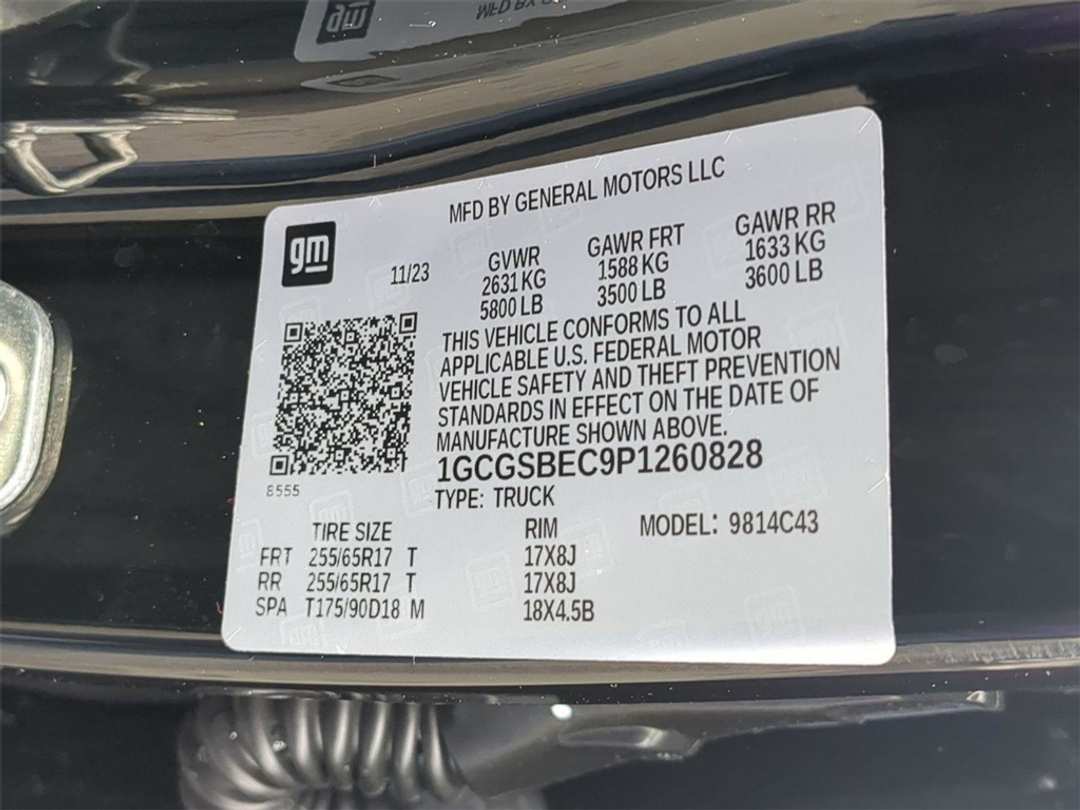 MFD BY GENERAL MOTORS LLC
gm
11/23
GVWR GAWR FRT GAWR RR
2631 KG 1588 KG 1633 KG
5800 LB 3500 LB 3600 LB
THIS VEHICLE CONFORMS TO ALL
APPLICABLE U.S. FEDERAL MOTOR
VEHICLE SAFETY AND THEFT PREVENTION
STANDARDS IN EFFECT ON THE DATE OF
MANUFACTURE SHOWN ABOVE.
1GCGSBEC9P1260828
8555
TYPE: TRUCK
TIRE SIZE RIM MODEL: 9814C43
FRT 255/65R17 T 17X8J
RR 255/65R17 T 17X8J
SPA T175/90D18 M 18X4.5B